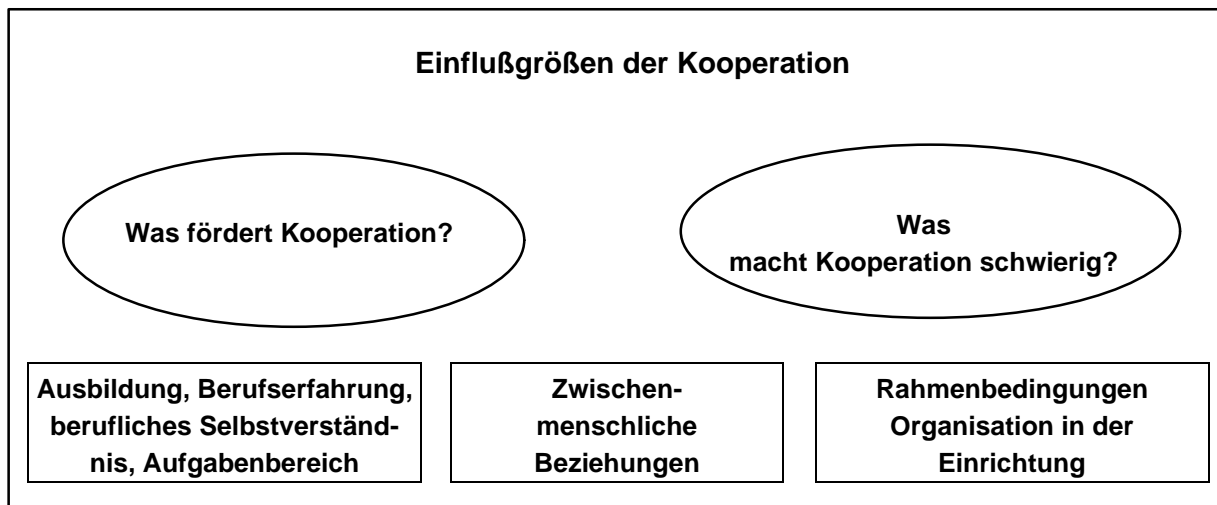 Einflußgrößen der Kooperation
Was fördert Kooperation?
Was
macht Kooperation schwierig?
Ausbildung, Berufserfahrung,
berufliches Selbstverständ-
nis, Aufgabenbereich
Zwischen-
menschliche
Beziehungen
Rahmenbedingungen
Organisation in der
Einrichtung